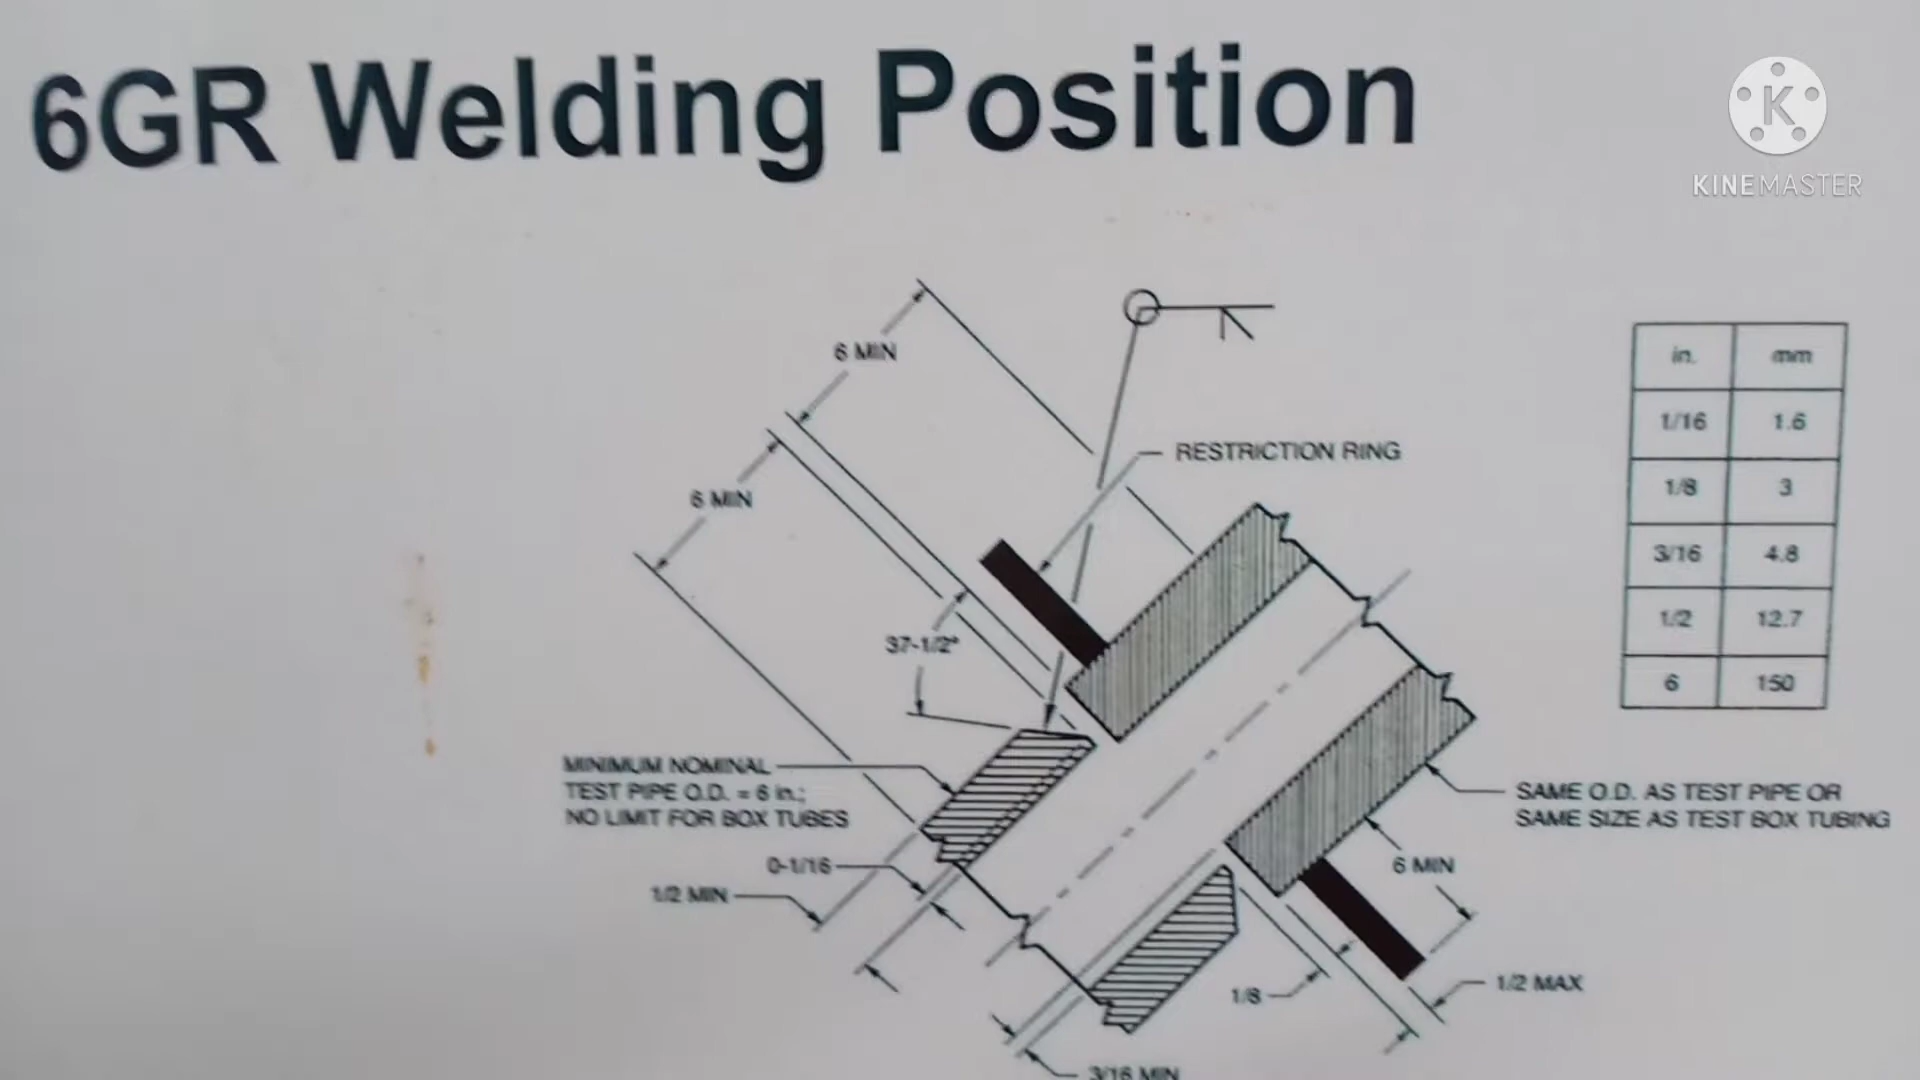 6GR Welding Position
K
KINEMASTER
6 MIN
in. mm
1/16 1.6
1/8 3
3/16 4.8
1/2 12.7
6 150
RESTRICTION RING
6 MIN
37-1/2°
MINIMUM NOMINAL
TEST PIPE O.D. = 6 in.;
NO LIMIT FOR BOX TUBES
SAME O.D. AS TEST PIPE OR
SAME SIZE AS TEST BOX TUBING
0-1/16
6 MIN
1/2 MIN
1/8
1/2 MAX
3/16 MIN